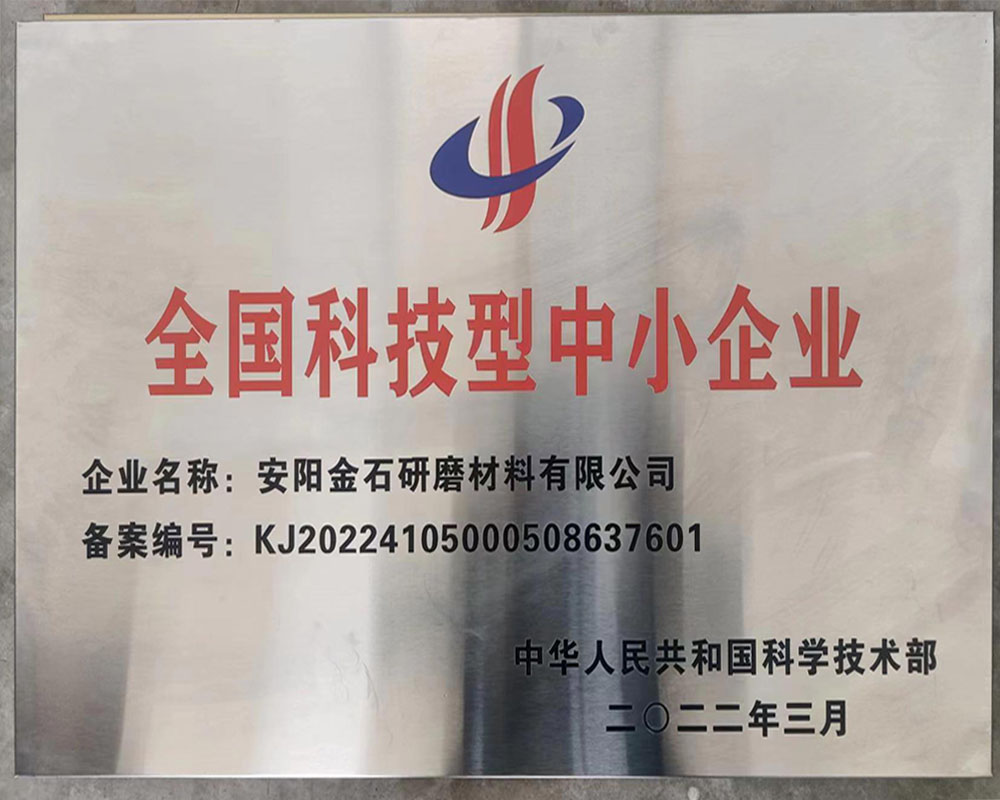 全国科技型中小企业
企业名称：安阳金石研磨材料有限公司
备案编号：KJ20224105000508637601
中华人民共和国科学技术部
二〇二二年三月